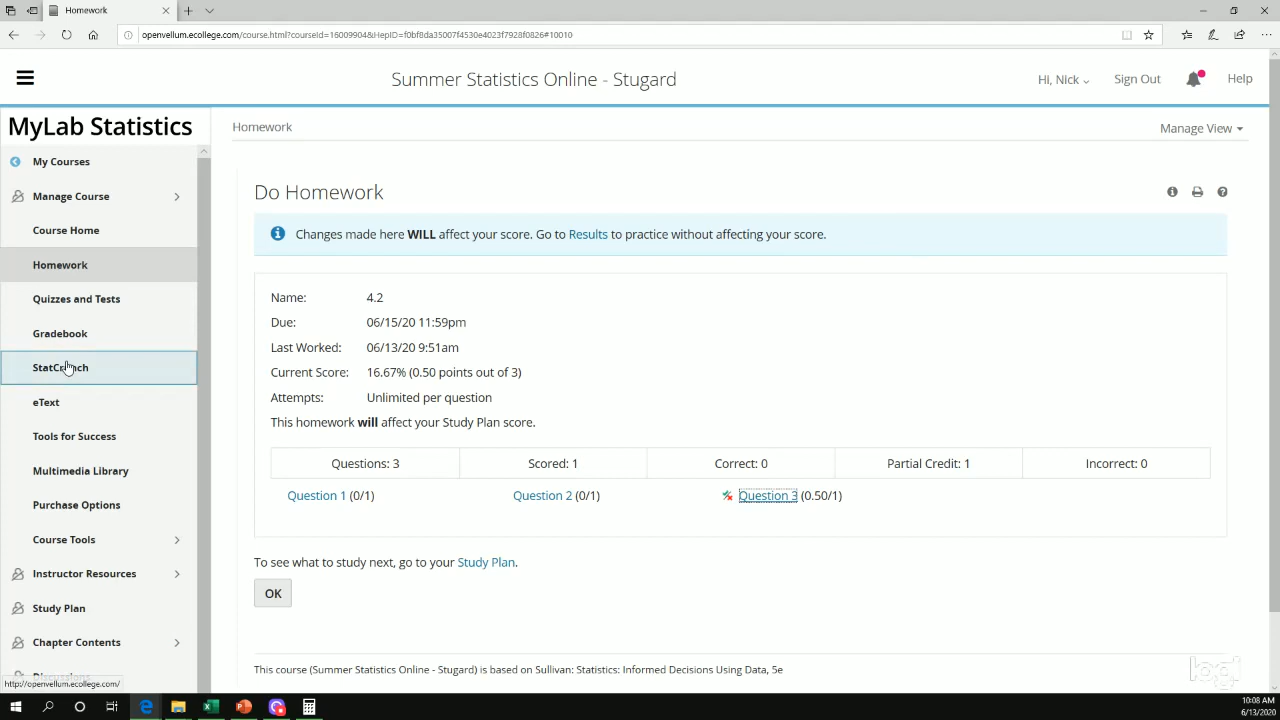 Homework
openvellum.ecollege.com/course.html?courseId=16009904&HepID=f0bf8da35007f4530e4023f7928f0826#10010
Summer Statistics Online - Stugard
Hi, Nick
Sign Out
Help
MyLab Statistics
My Courses
Manage Course
Course Home
Homework
Quizzes and Tests
Gradebook
StatCrunch
eText
Tools for Success
Multimedia Library
Purchase Options
Course Tools
Instructor Resources
Study Plan
Chapter Contents
http://openvellum.ecollege.com/
Homework
Manage View
Do Homework
Changes made here WILL affect your score. Go to Results to practice without affecting your score.
Name: 4.2
Due: 06/15/20 11:59pm
Last Worked: 06/13/20 9:51am
Current Score: 16.67% (0.50 points out of 3)
Attempts: Unlimited per question
This homework will affect your Study Plan score.
Questions: 3 Scored: 1 Correct: 0 Partial Credit: 1 Incorrect: 0
Question 1 (0/1) Question 2 (0/1) Question 3 (0.50/1)
To see what to study next, go to your Study Plan.
OK
This course (Summer Statistics Online - Stugard) is based on Sullivan: Statistics: Informed Decisions Using Data, 5e
10:08 AM
6/13/2020